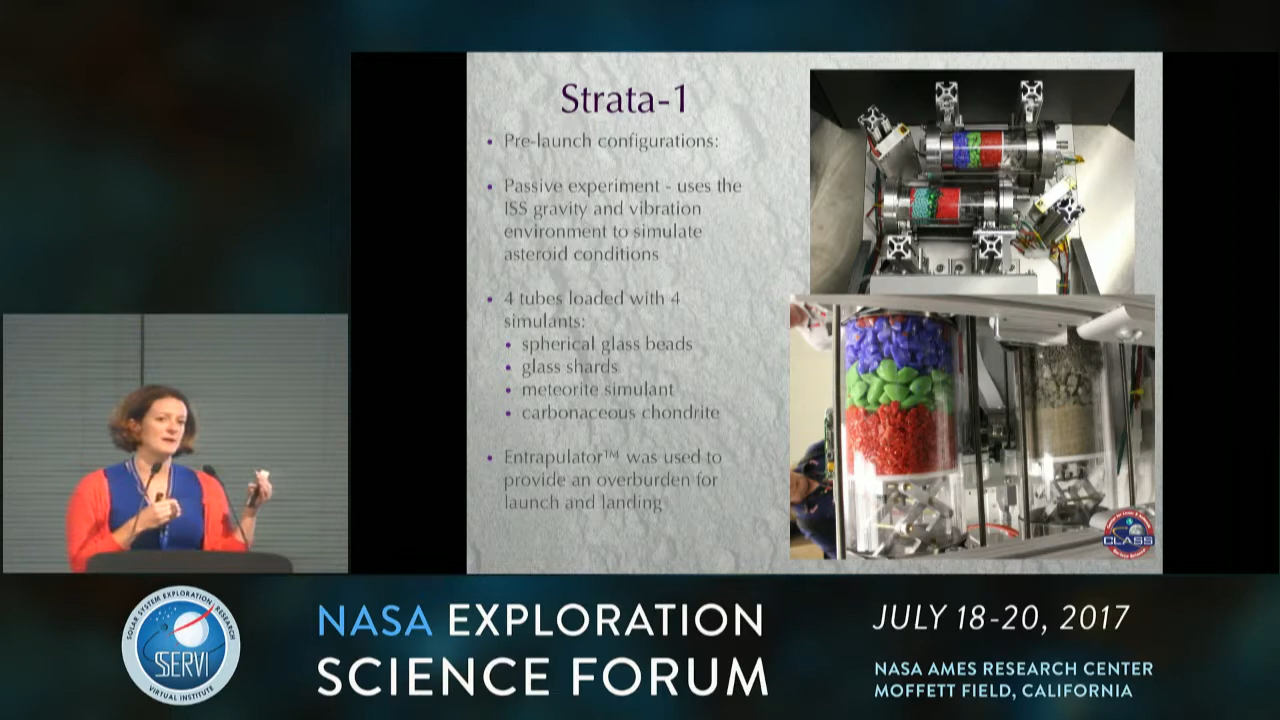 Strata-1
• Pre-launch configurations:
• Passive experiment - uses the
ISS gravity and vibration
environment to simulate
asteroid conditions
• 4 tubes loaded with 4
simulants:
• spherical glass beads
• glass shards
• meteorite simulant
• carbonaceous chondrite
• Entrapulator™ was used to
provide an overburden for
launch and landing
CLASS
SOLAR SYSTEM EXPLORATION RESEARCH
SSERVI
VIRTUAL INSTITUTE
NASA EXPLORATION
SCIENCE FORUM
JULY 18-20, 2017
NASA AMES RESEARCH CENTER
MOFFETT FIELD, CALIFORNIA